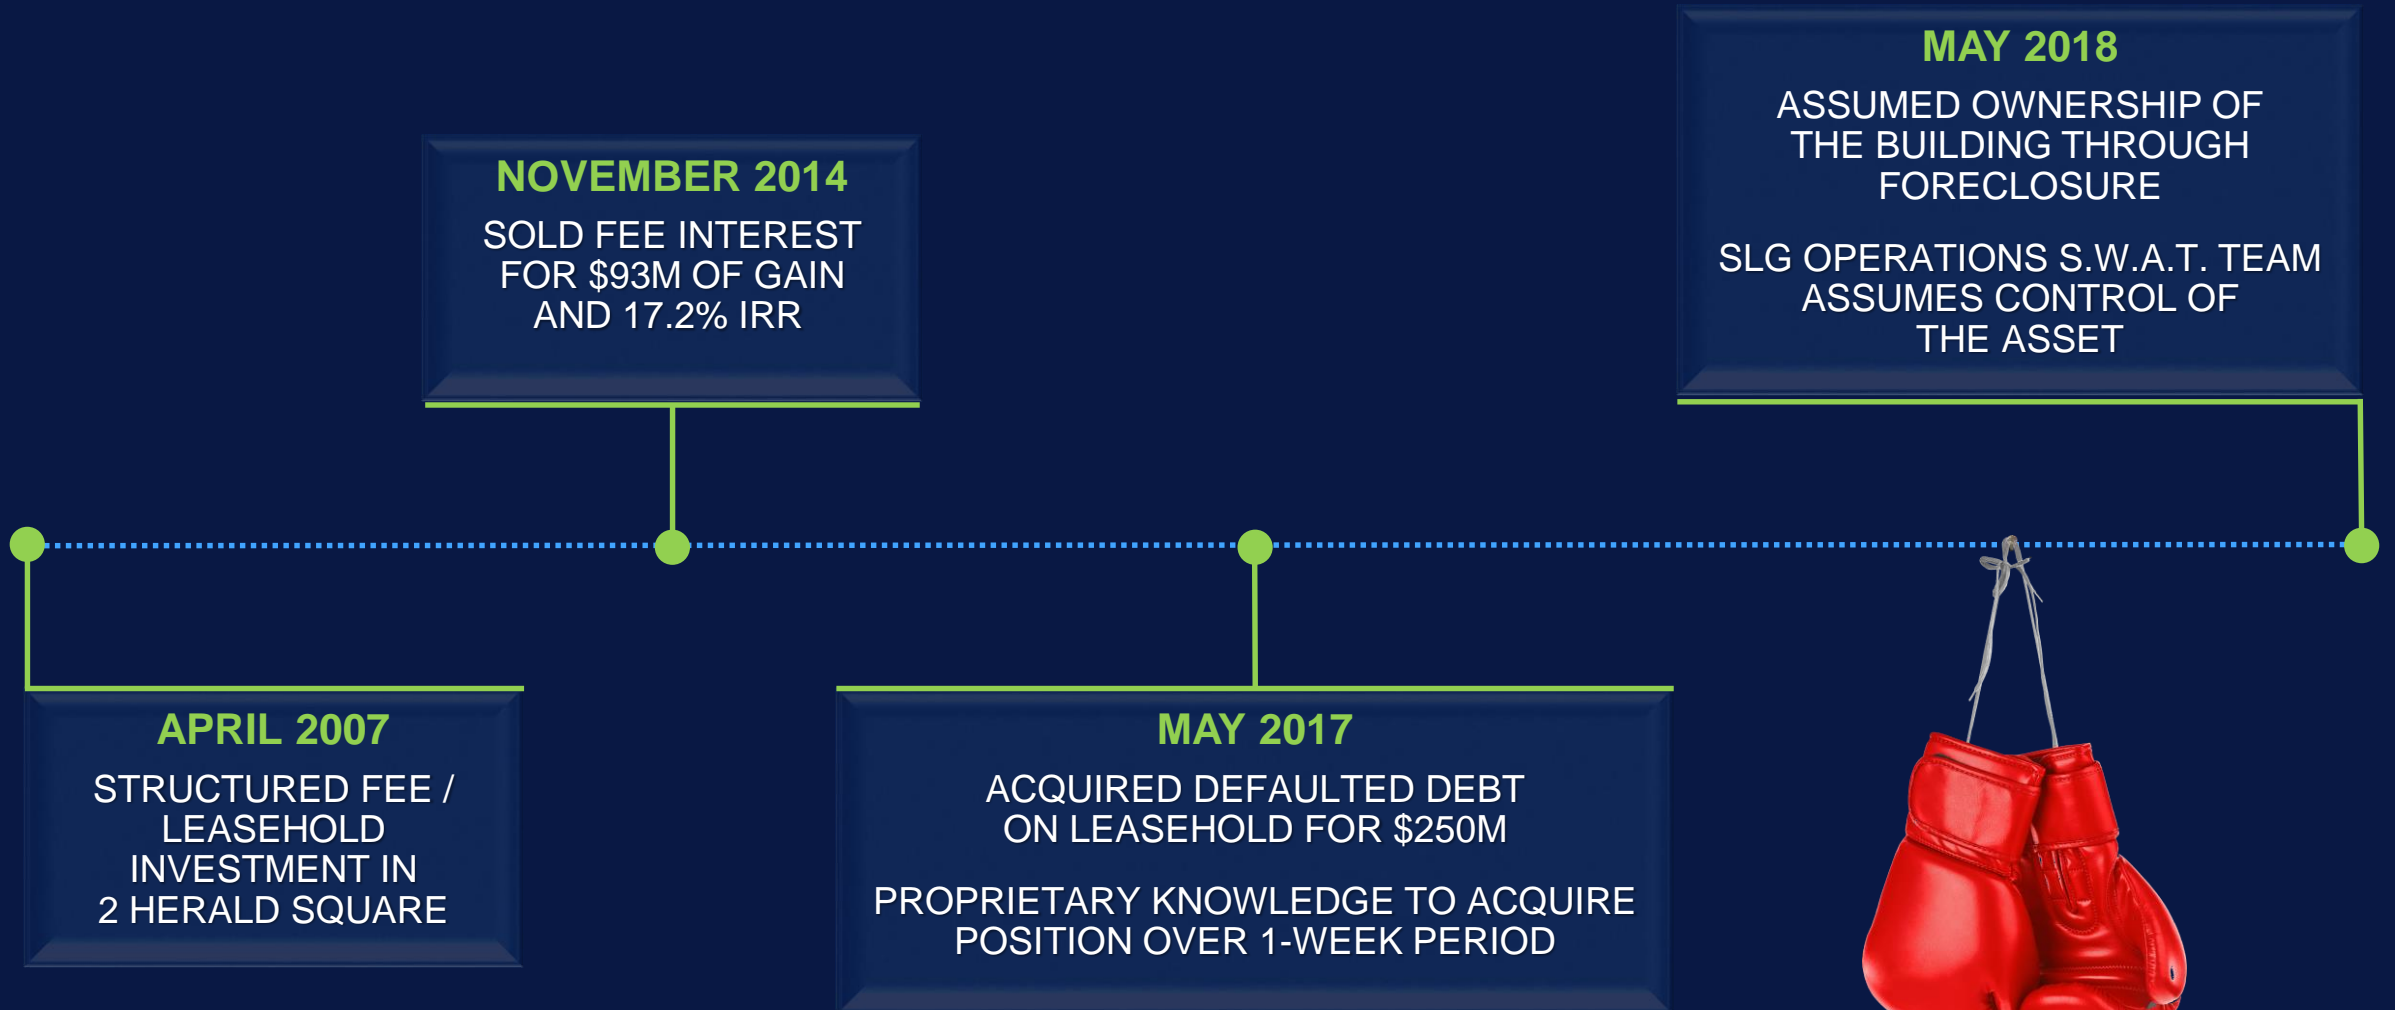 APRIL 2007
STRUCTURED FEE /
LEASEHOLD
INVESTMENT IN
2 HERALD SQUARE
NOVEMBER 2014
SOLD FEE INTEREST
FOR $93M OF GAIN
AND 17.2% IRR
MAY 2017
ACQUIRED DEFAULTED DEBT
ON LEASEHOLD FOR $250M
PROPRIETARY KNOWLEDGE TO ACQUIRE
POSITION OVER 1-WEEK PERIOD
MAY 2018
ASSUMED OWNERSHIP OF
THE BUILDING THROUGH
FORECLOSURE
SLG OPERATIONS S.W.A.T. TEAM
ASSUMES CONTROL OF
THE ASSET